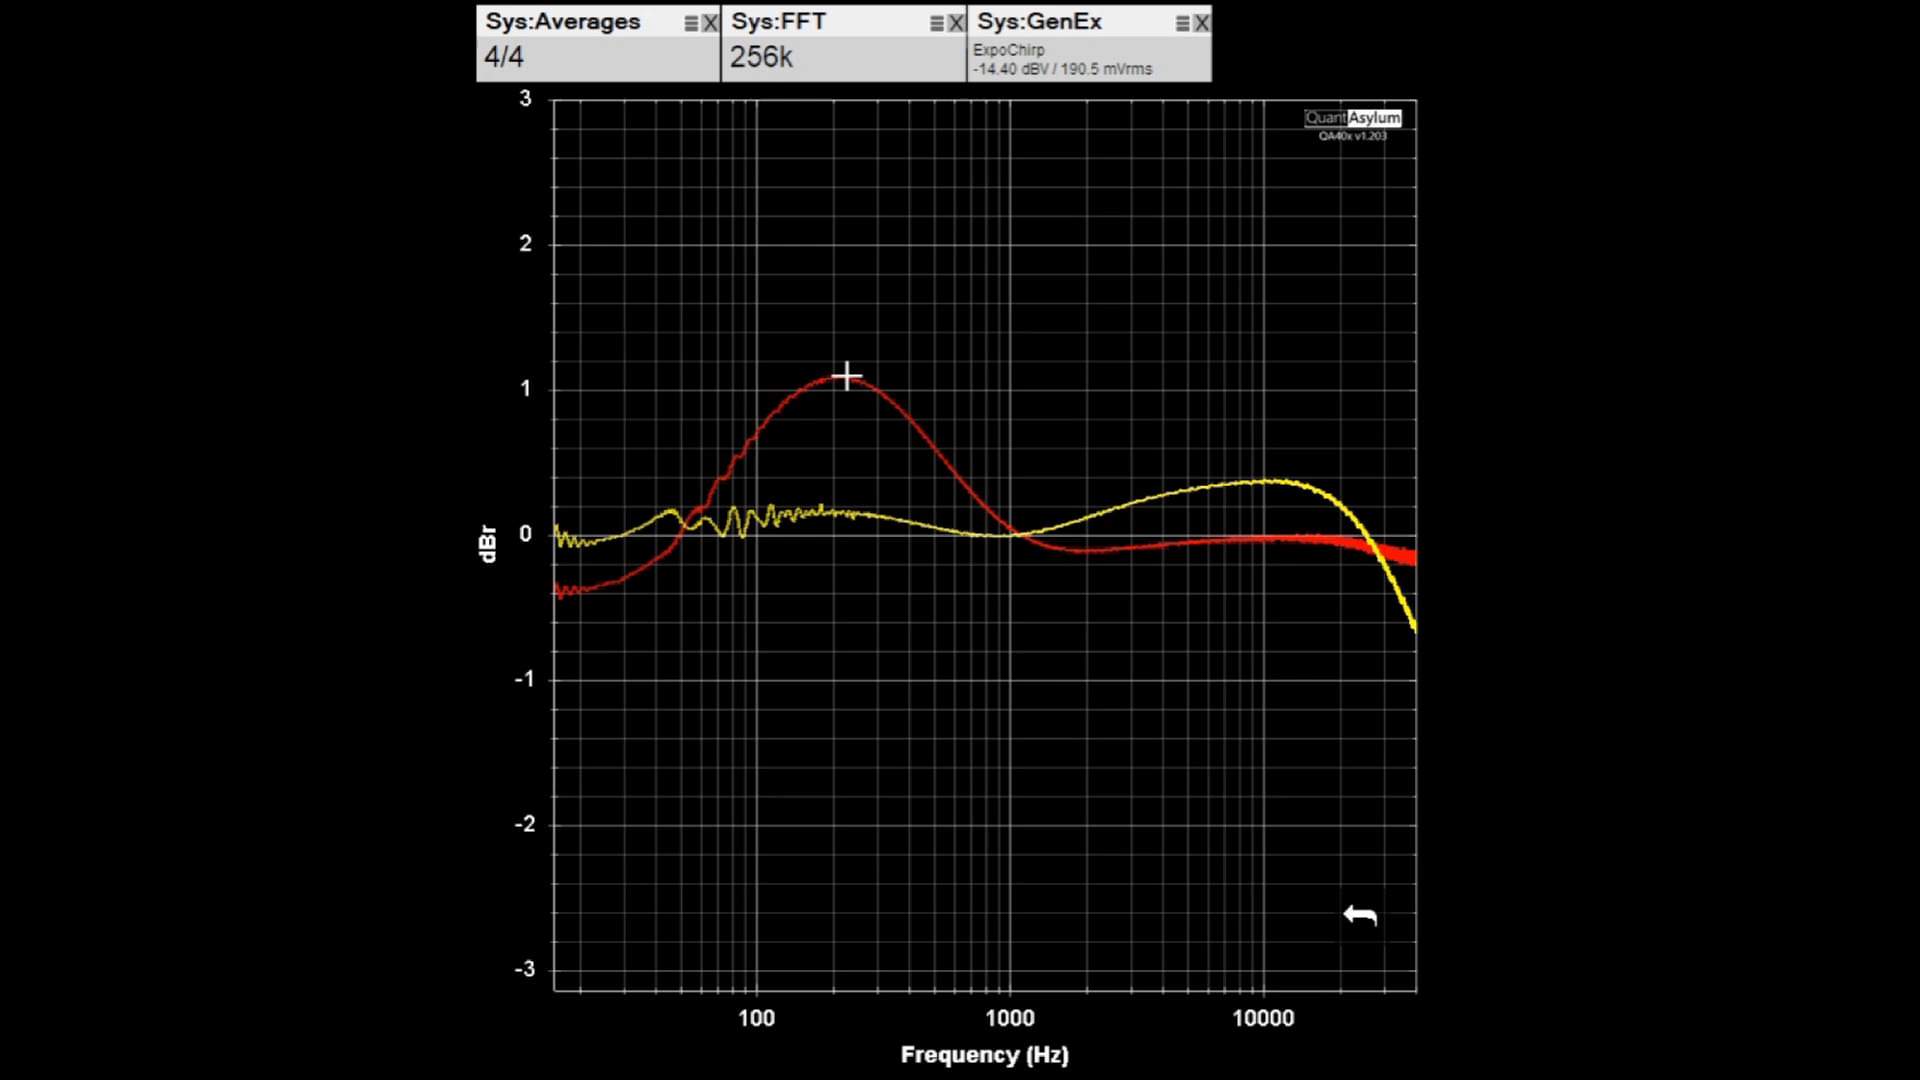 Sys:Averages
4/4
Sys:FFT
256k
Sys:GenEx
ExpoChirp
-14.40 dBV / 190.5 mVrms
QuantAsylum
QA40x v1.203
3
2
1
0
-1
-2
-3
dBr
100
1000
10000
Frequency (Hz)